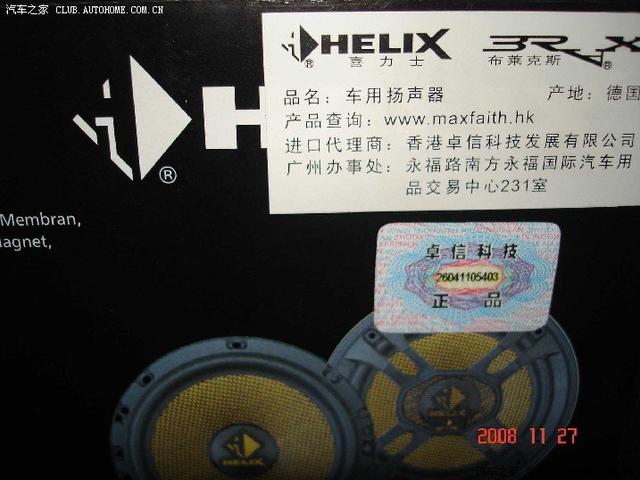 汽车之家 CLUB.AUTOHOME.COM.CN
HELIX
喜力士
BRAX
布莱克斯
品名：车用扬声器
产地：德国
产品查询：www.maxfaith.hk
进口代理商：香港卓信科技发展有限公司
广州办事处：永福路南方永福国际汽车用
品交易中心231室
H
Membran,
agnet,
卓信科技
26041105403
正品
HELIX
HELIX
2008 11 27